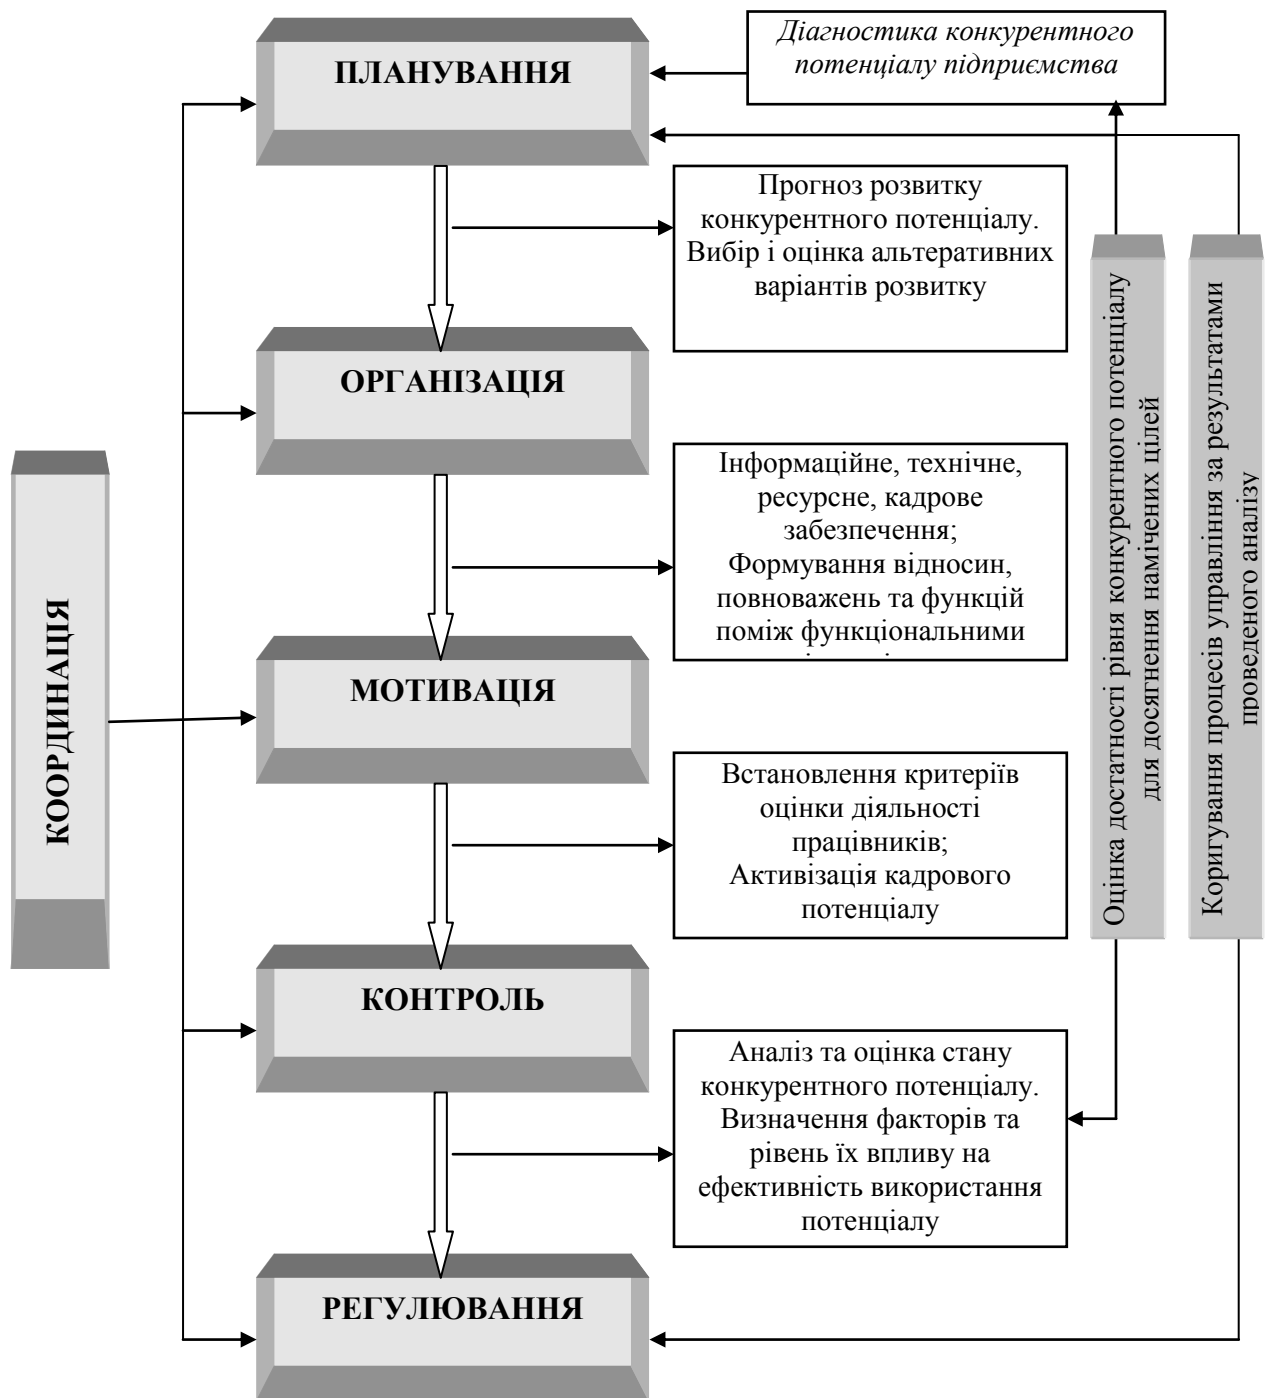 Діагностика конкурентного
потенціалу підприємства
ПЛАНУВАННЯ
Прогноз розвитку
конкурентного потенціалу.
Вибір і оцінка альтеративних
варіантів розвитку
ОРГАНІЗАЦІЯ
Інформаційне, технічне,
ресурсне, кадрове
забезпечення;
Формування відносин,
повноважень та функцій
поміж функціональними
МОТИВАЦІЯ
КООРДИНАЦІЯ
Встановлення критеріїв
оцінки діяльності
працівників;
Активізація кадрового
потенціалу
КОНТРОЛЬ
Аналіз та оцінка стану
конкурентного потенціалу.
Визначення факторів та
рівень їх впливу на
ефективність використання
потенціалу
РЕГУЛЮВАННЯ
Оцінка достатності рівня конкурентного потенціалу
для досягнення намічених цілей
Коригування процесів управління за результатами
проведеного аналізу